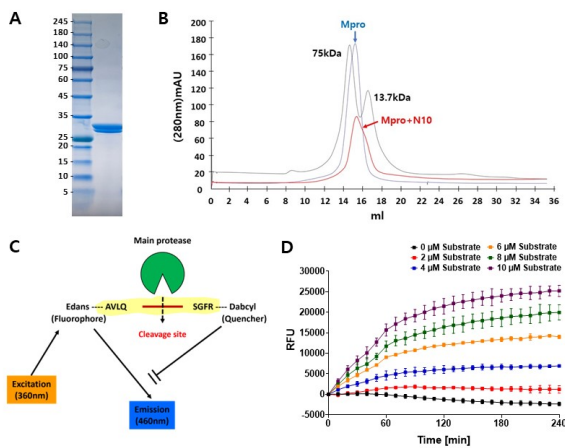 A
245
180
140
100
75
60
45
35
25
20
15
10
5
B
Mpro
75kDa
13.7kDa
Mpro+N10
(280nm)mAU
200
180
160
140
120
100
80
60
40
20
0
0 2 4 6 8 10 12 14 16 18 20 22 24 26 28 30 32 34 36
ml
C
Main protease
Edans ---- AVLQ SGFR ---- Dabcyl
(Fluorophore) (Quencher)
Cleavage site
Excitation
(360nm)
Emission
(460nm)
D
0 µM Substrate 6 µM Substrate
2 µM Substrate 8 µM Substrate
4 µM Substrate 10 µM Substrate
RFU
30000
25000
20000
15000
10000
5000
0
-5000
0 60 120 180 240
Time [min]